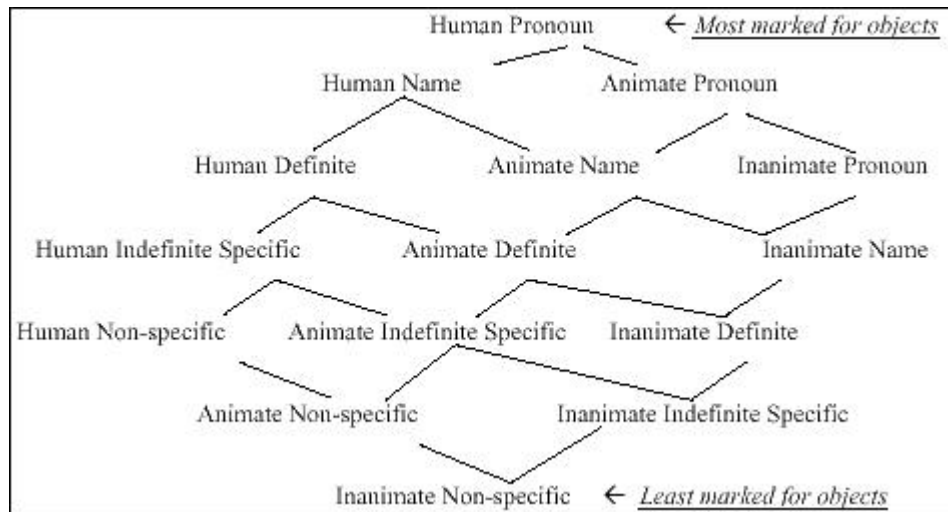 Human Pronoun ← Most marked for objects
Human Name Animate Pronoun
Human Definite Animate Name Inanimate Pronoun
Human Indefinite Specific Animate Definite Inanimate Name
Human Non-specific Animate Indefinite Specific Inanimate Definite
Animate Non-specific Inanimate Indefinite Specific
Inanimate Non-specific ← Least marked for objects